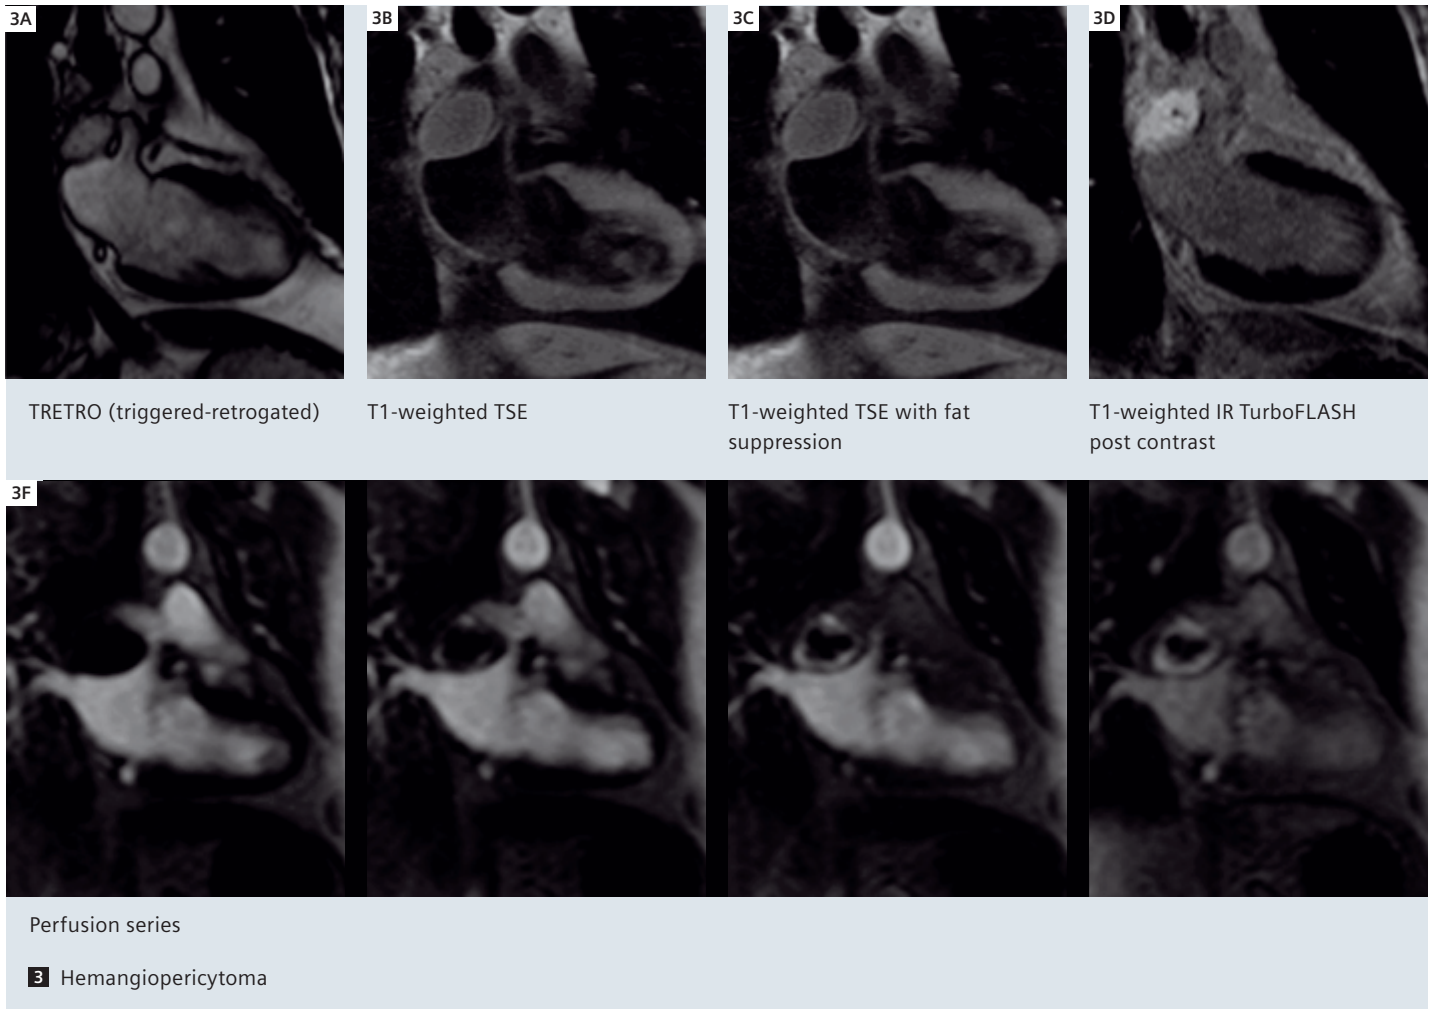 3A
3B
3C
3D
TRETRO (triggered-retrogated)
T1-weighted TSE
T1-weighted TSE with fat
suppression
T1-weighted IR TurboFLASH
post contrast
3F
Perfusion series
3 Hemangiopericytoma